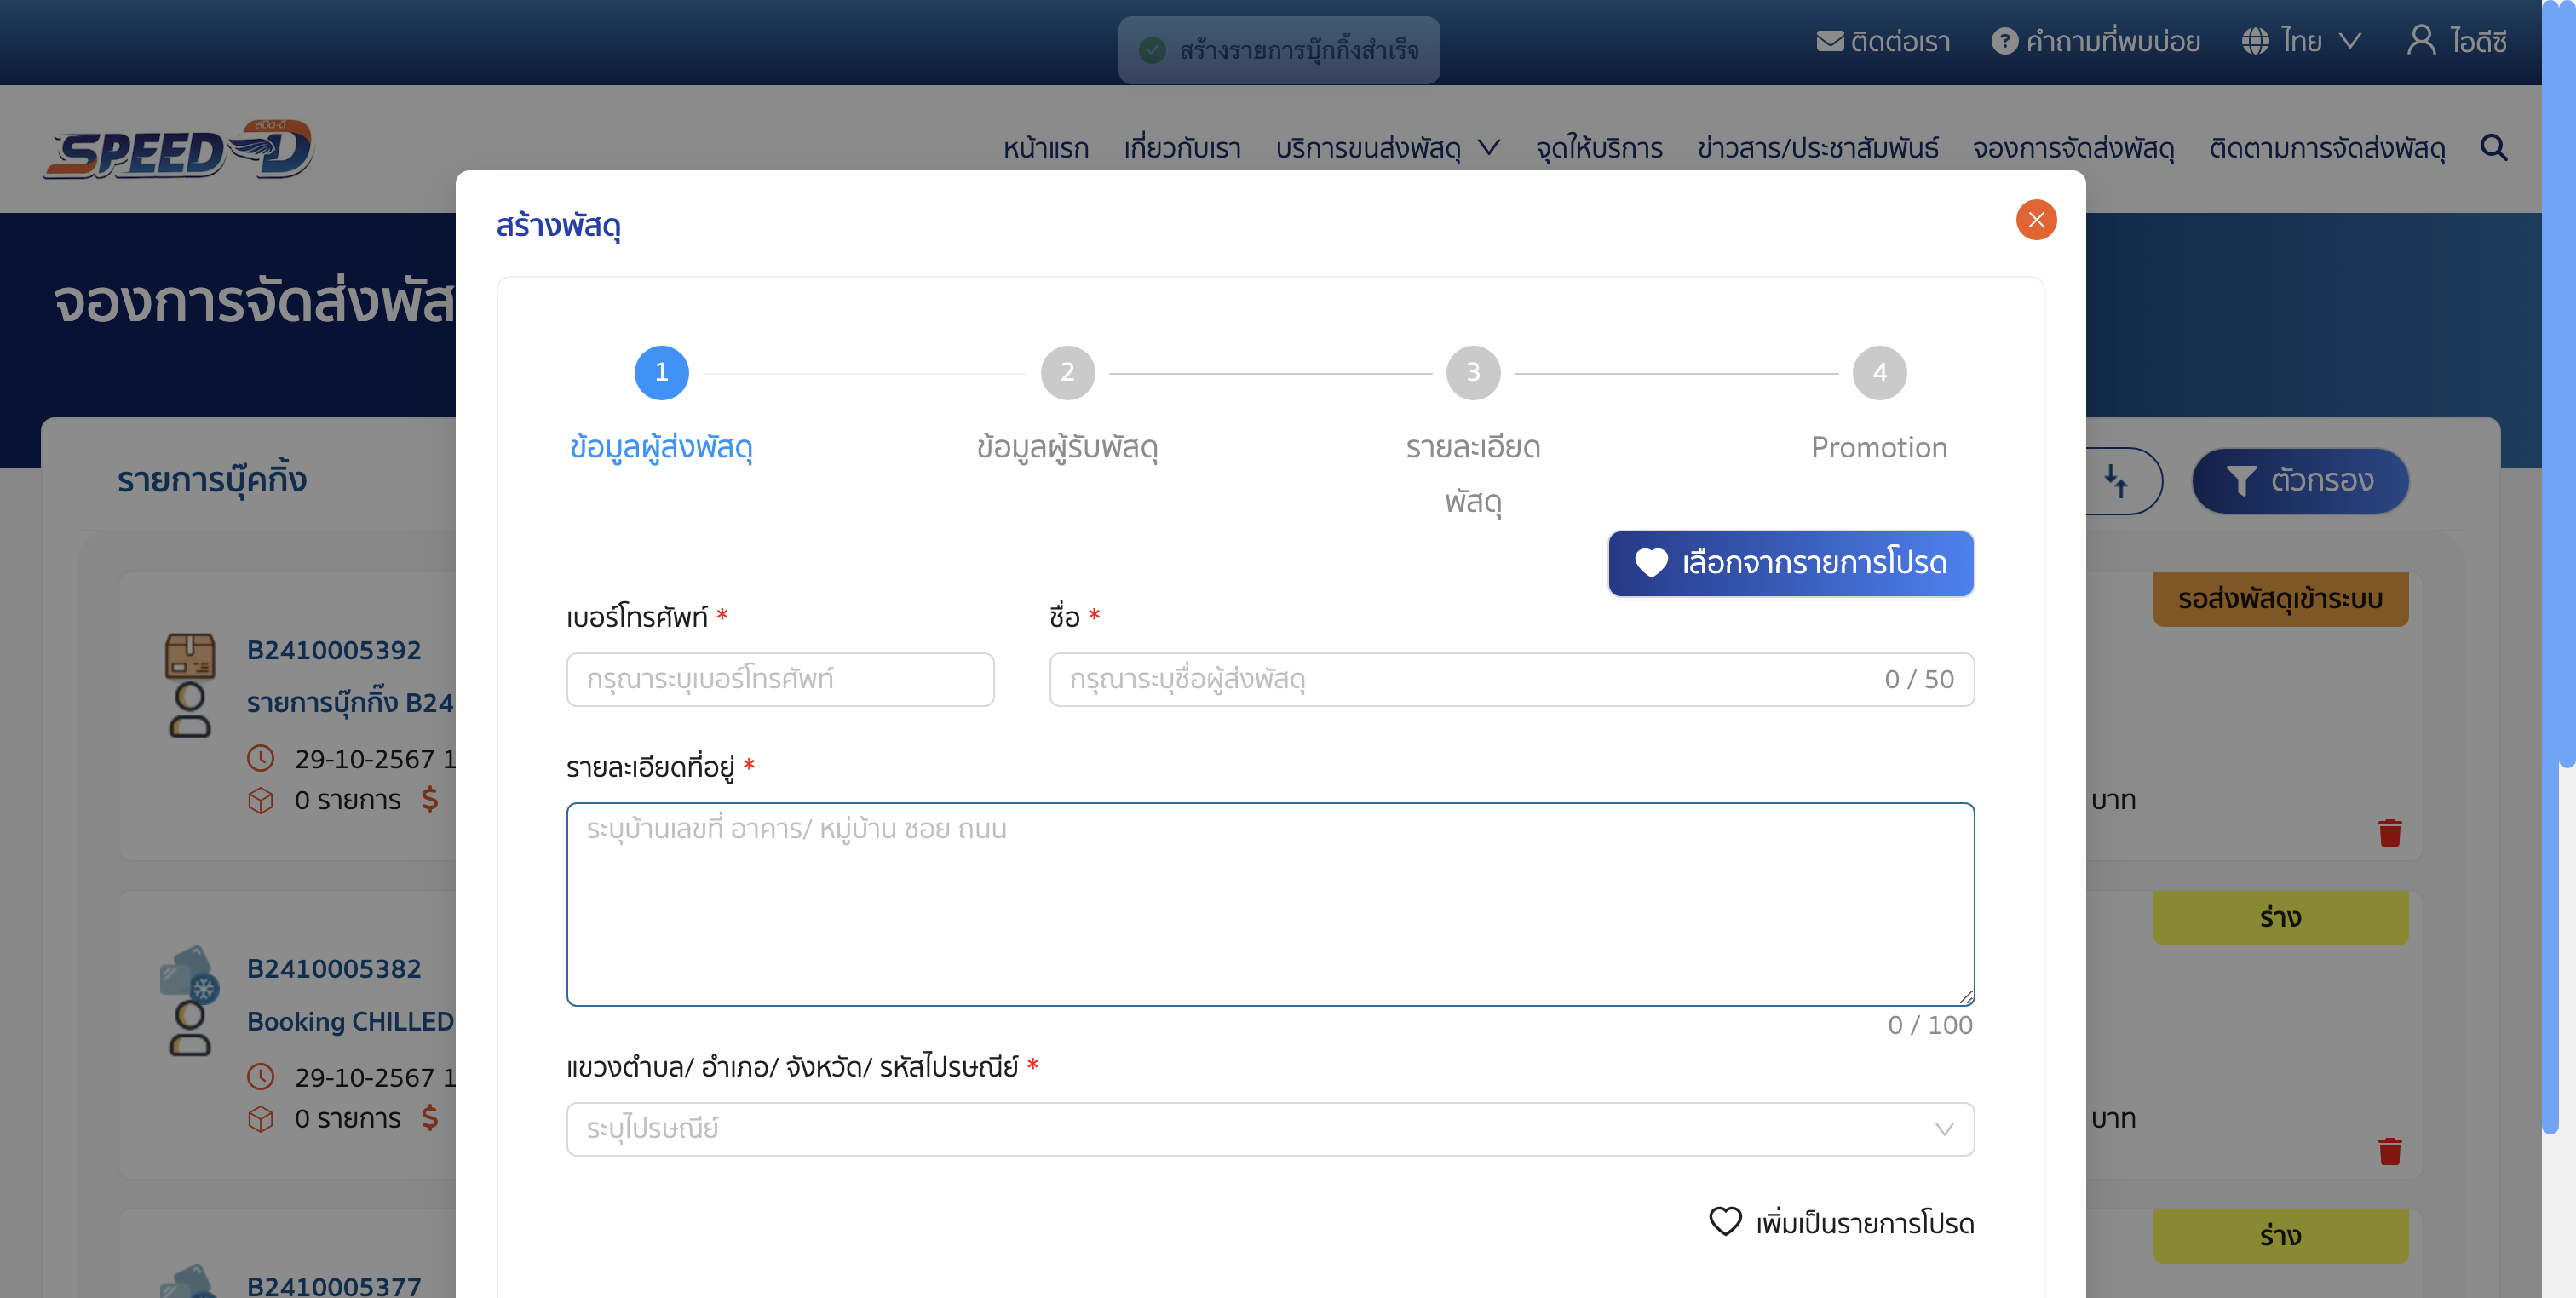 สร้างรายการบุ๊กกิ้งสำเร็จ
ติดต่อเรา
คำถามที่พบบ่อย
ไทย
ไอดีซี
SPEED-D
สปีด-ดี
หน้าแรก
เกี่ยวกับเรา
บริการขนส่งพัสดุ
จุดให้บริการ
ข่าวสาร/ประชาสัมพันธ์
จองการจัดส่งพัสดุ
ติดตามการจัดส่งพัสดุ
จองการจัดส่งพัส
สร้างพัสดุ
1
2
3
4
ข้อมูลผู้ส่งพัสดุ
ข้อมูลผู้รับพัสดุ
รายละเอียด
พัสดุ
Promotion
รายการบุ๊คกิ้ง
ตัวกรอง
เลือกจากรายการโปรด
เบอร์โทรศัพท์ *
ชื่อ *
กรุณาระบุเบอร์โทรศัพท์
กรุณาระบุชื่อผู้ส่งพัสดุ
0 / 50
รายละเอียดที่อยู่ *
ระบุบ้านเลขที่ อาคาร/ หมู่บ้าน ซอย ถนน
0 / 100
แขวงตำบล/ อำเภอ/ จังหวัด/ รหัสไปรษณีย์ *
ระบุไปรษณีย์
เพิ่มเป็นรายการโปรด
B2410005392
รายการบุ๊กกิ๊ง B24
29-10-2567 1
0 รายการ $
รอส่งพัสดุเข้าระบบ
บาท
B2410005382
Booking CHILLED
29-10-2567 1
0 รายการ $
ร่าง
บาท
B2410005377
ร่าง